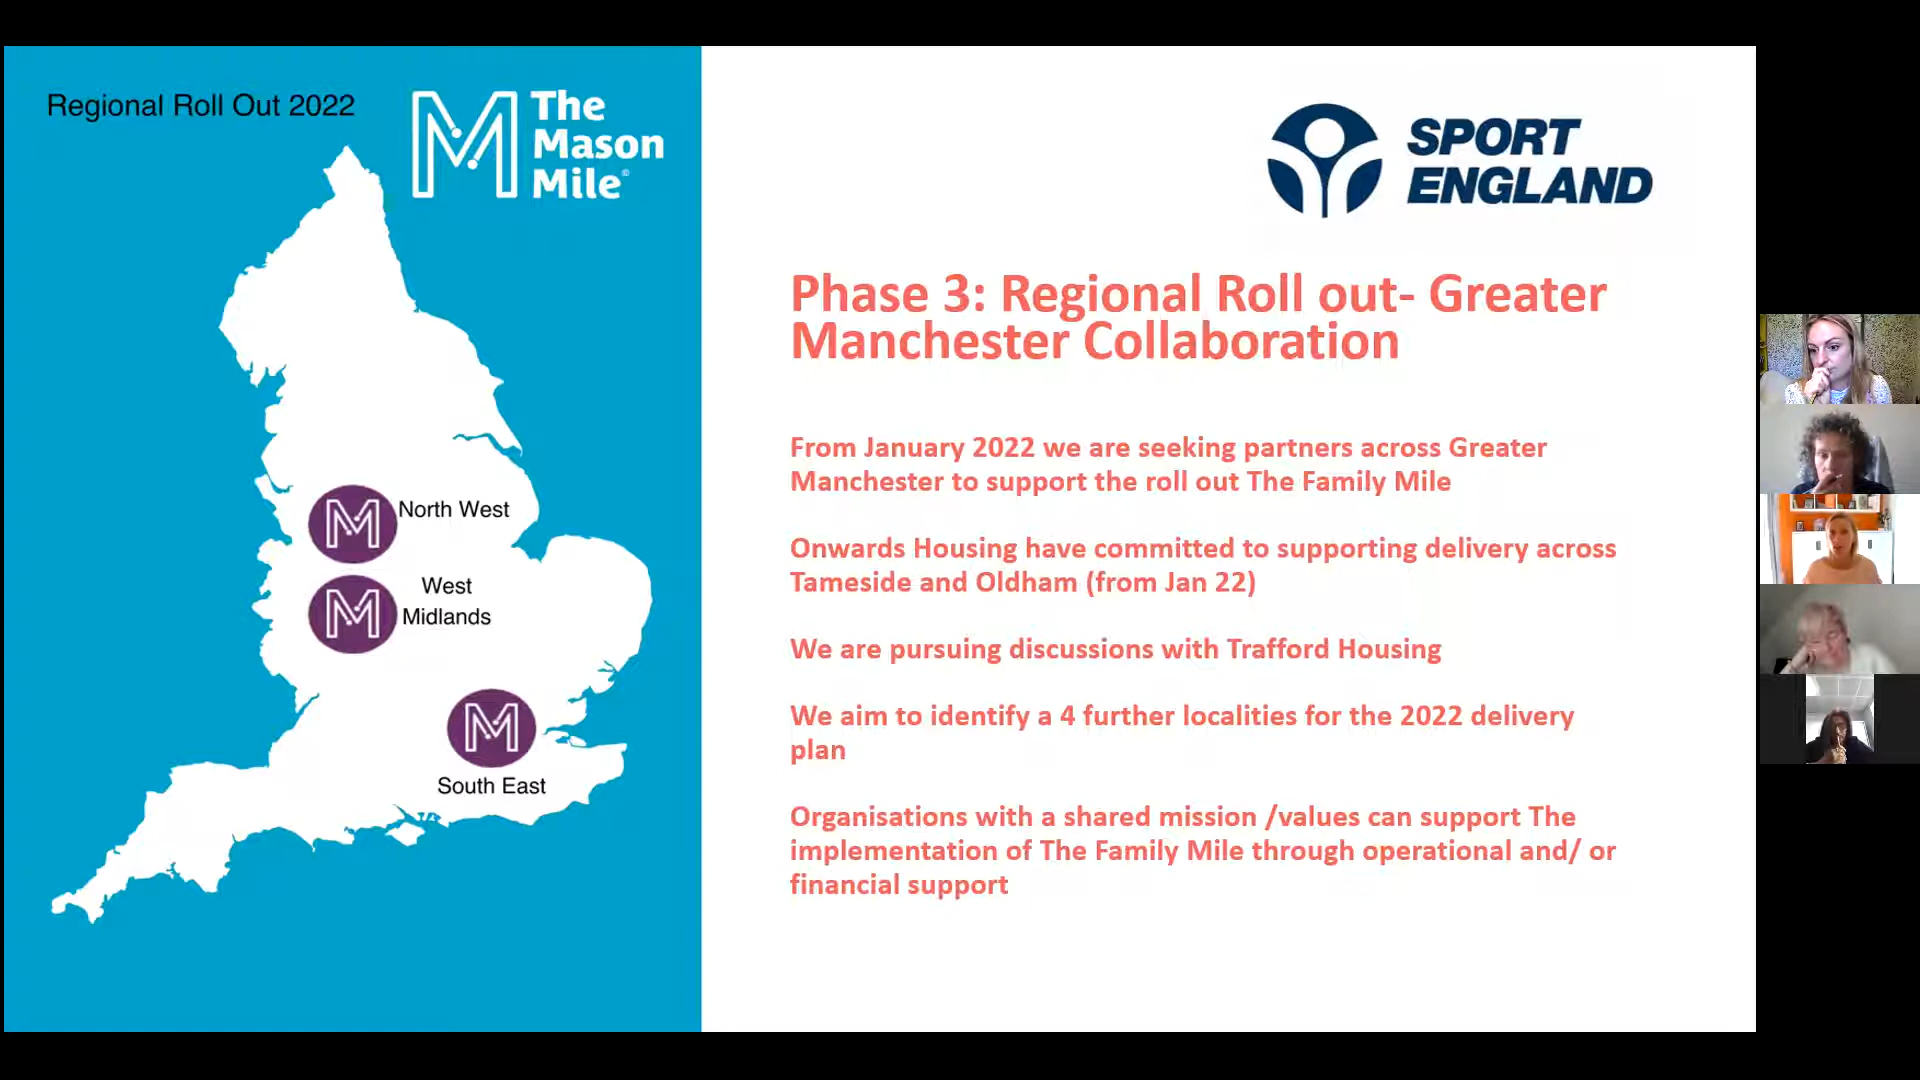 Regional Roll Out 2022
The
Mason
Mile
North West
West
Midlands
South East
SPORT
ENGLAND
Phase 3: Regional Roll out- Greater
Manchester Collaboration
From January 2022 we are seeking partners across Greater
Manchester to support the roll out The Family Mile
Onwards Housing have committed to supporting delivery across
Tameside and Oldham (from Jan 22)
We are pursuing discussions with Trafford Housing
We aim to identify a 4 further localities for the 2022 delivery
plan
Organisations with a shared mission /values can support The
implementation of The Family Mile through operational and/ or
financial support